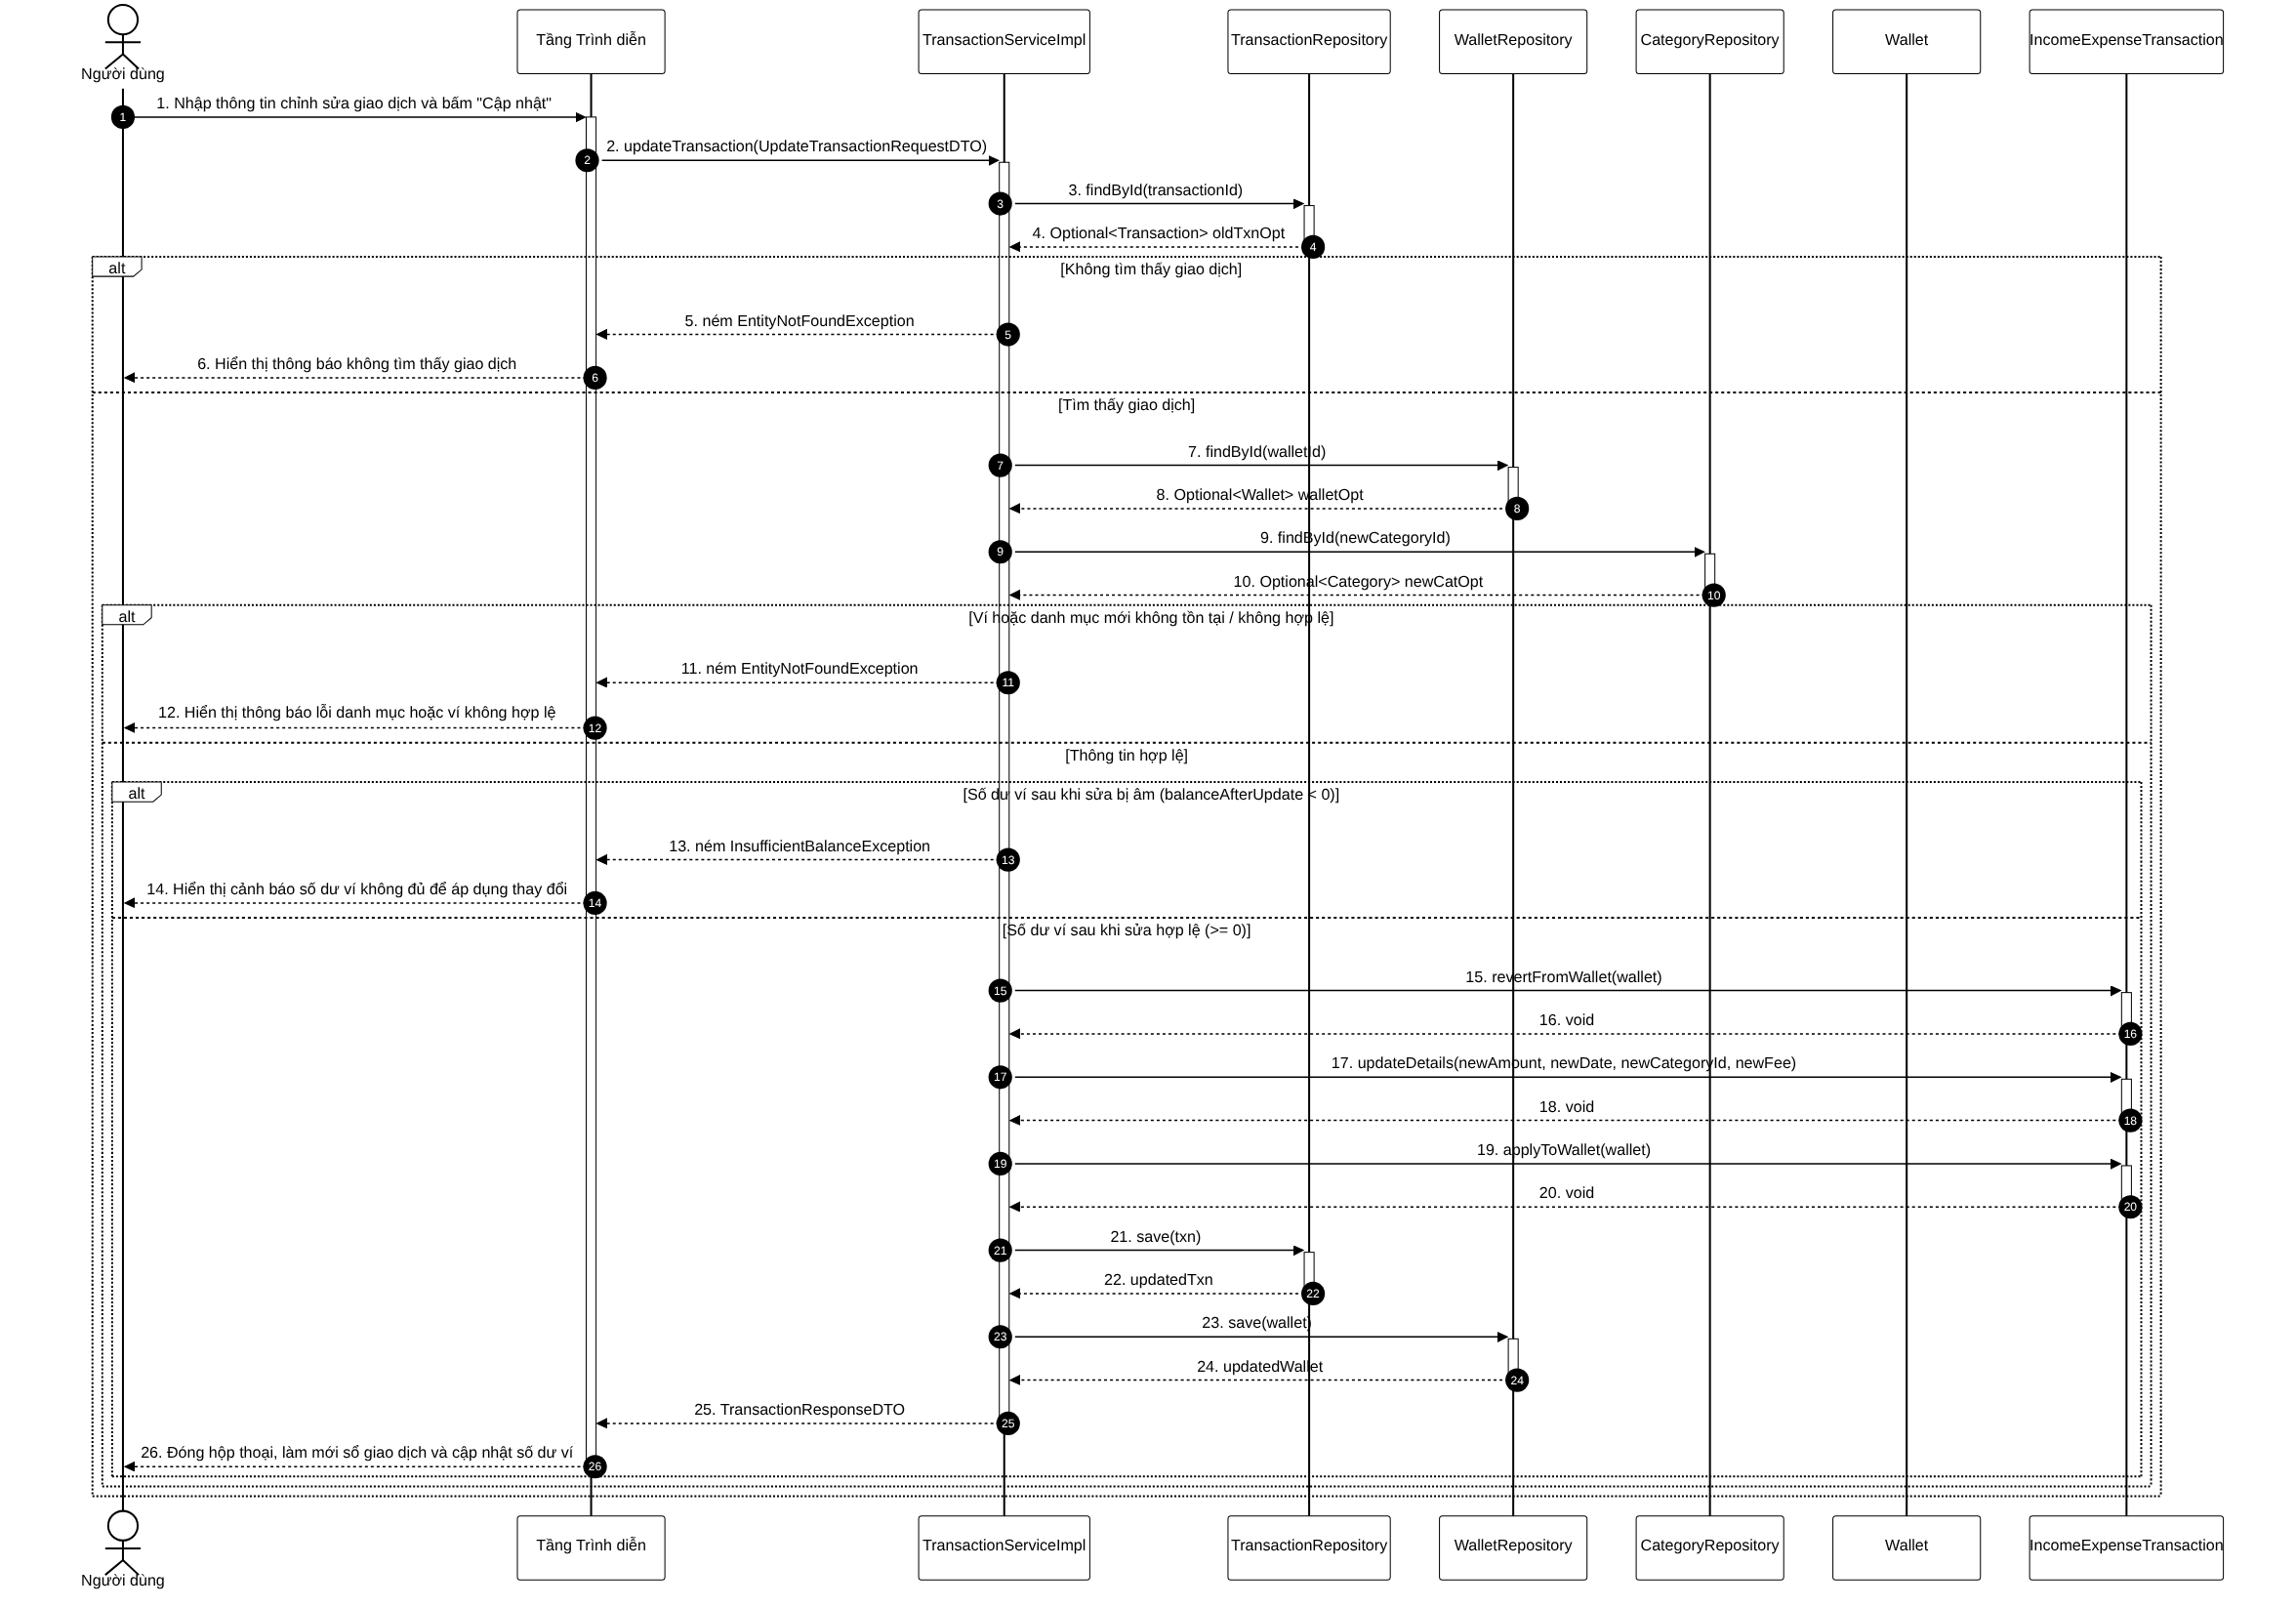 Người dùng
Tầng Trình diễn
TransactionServiceImpl
TransactionRepository
WalletRepository
CategoryRepository
Wallet
IncomeExpenseTransaction
1. Nhập thông tin chỉnh sửa giao dịch và bấm "Cập nhật"
1
2. updateTransaction(UpdateTransactionRequestDTO)
2
3. findById(transactionId)
3
4. Optional<Transaction> oldTxnOpt
4
alt
[Không tìm thấy giao dịch]
5. ném EntityNotFoundException
5
6. Hiển thị thông báo không tìm thấy giao dịch
6
[Tìm thấy giao dịch]
7. findById(walletId)
7
8. Optional<Wallet> walletOpt
8
9. findById(newCategoryId)
9
10. Optional<Category> newCatOpt
10
alt
[Ví hoặc danh mục mới không tồn tại / không hợp lệ]
11. ném EntityNotFoundException
11
12. Hiển thị thông báo lỗi danh mục hoặc ví không hợp lệ
12
[Thông tin hợp lệ]
alt
[Số dư ví sau khi sửa bị âm (balanceAfterUpdate < 0)]
13. ném InsufficientBalanceException
13
14. Hiển thị cảnh báo số dư ví không đủ để áp dụng thay đổi
14
[Số dư ví sau khi sửa hợp lệ (>= 0)]
15. revertFromWallet(wallet)
15
16. void
16
17. updateDetails(newAmount, newDate, newCategoryId, newFee)
17
18. void
18
19. applyToWallet(wallet)
19
20. void
20
21. save(txn)
21
22. updatedTxn
22
23. save(wallet)
23
24. updatedWallet
24
25. TransactionResponseDTO
25
26. Đóng hộp thoại, làm mới sổ giao dịch và cập nhật số dư ví
26
Người dùng
Tầng Trình diễn
TransactionServiceImpl
TransactionRepository
WalletRepository
CategoryRepository
Wallet
IncomeExpenseTransaction